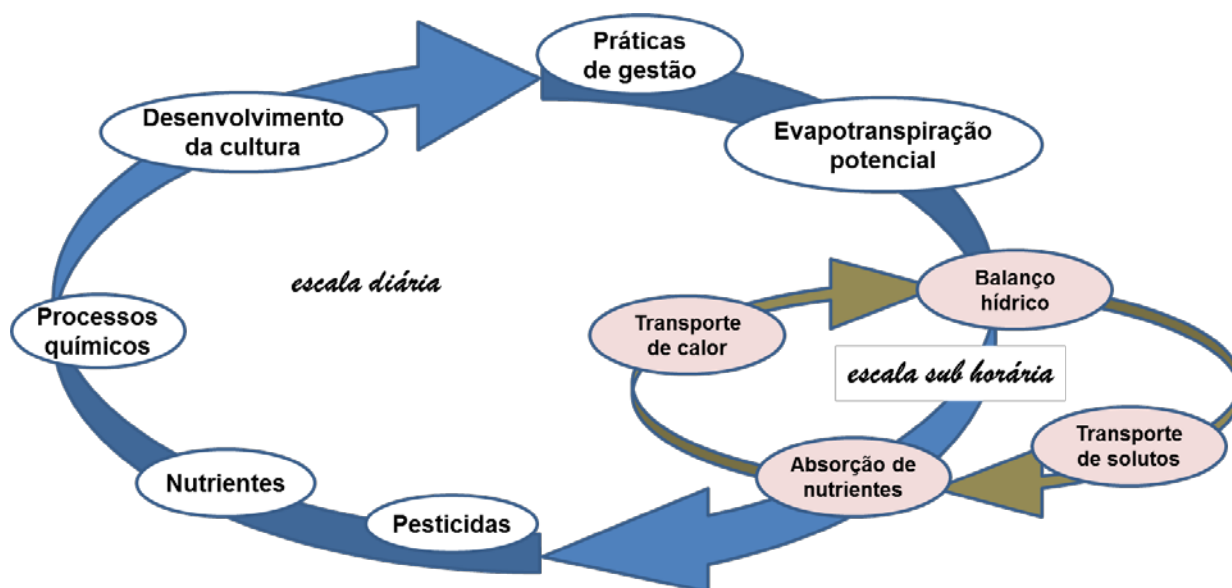 Práticas
de gestão
Desenvolvimento
da cultura
Evapotranspiração
potencial
escala diária
Balanço
hídrico
Processos
químicos
Transporte
de calor
escala sub horária
Transporte
de solutos
Absorção de
nutrientes
Nutrientes
Pesticidas